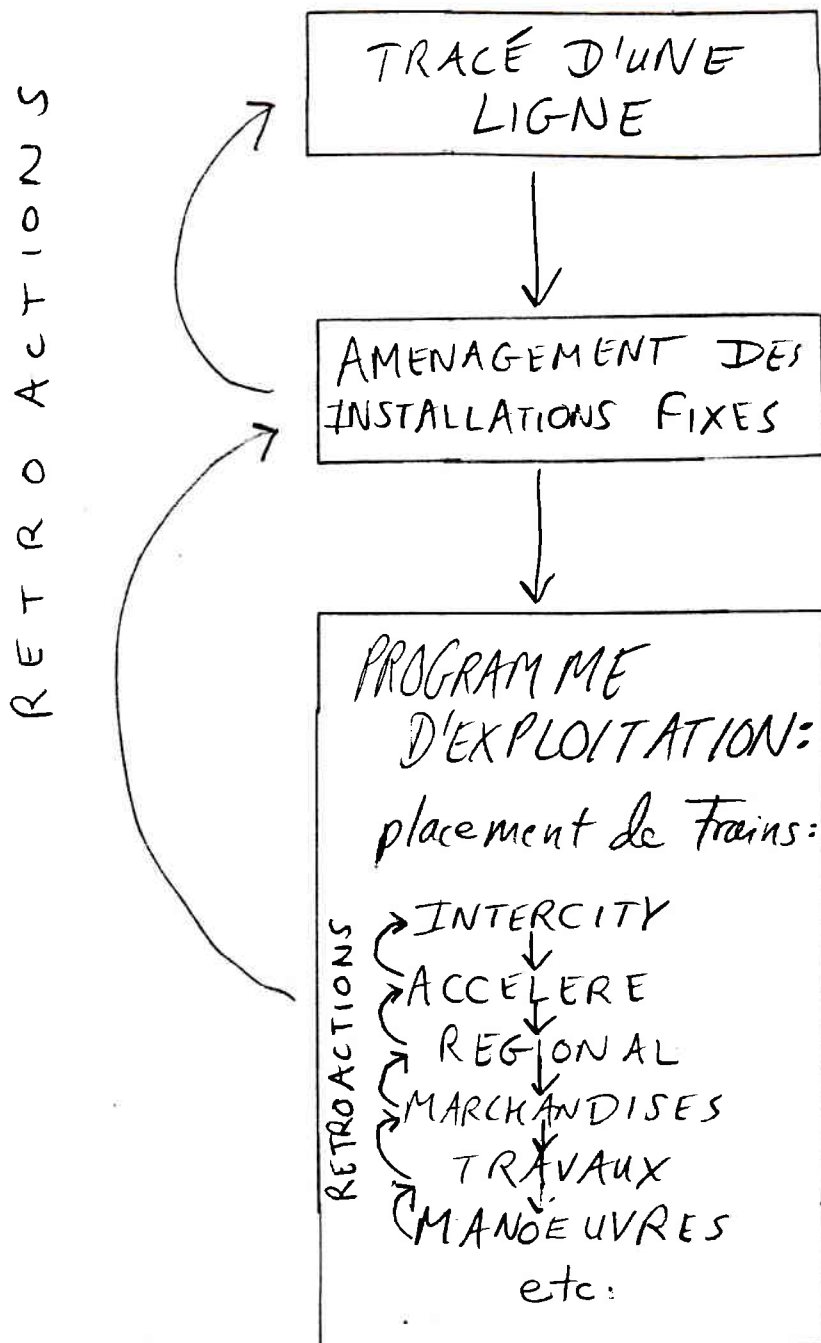 RETROACTIONS
TRACÉ D'UNE
LIGNE
AMENAGEMENT DES
INSTALLATIONS FIXES
PROGRAMME
D'EXPLOITATION:
placement de Trains:
RETROACTIONS
INTERCITY
ACCELERE
REGIONAL
MARCHANDISES
TRAVAUX
MANOEUVRES
etc.